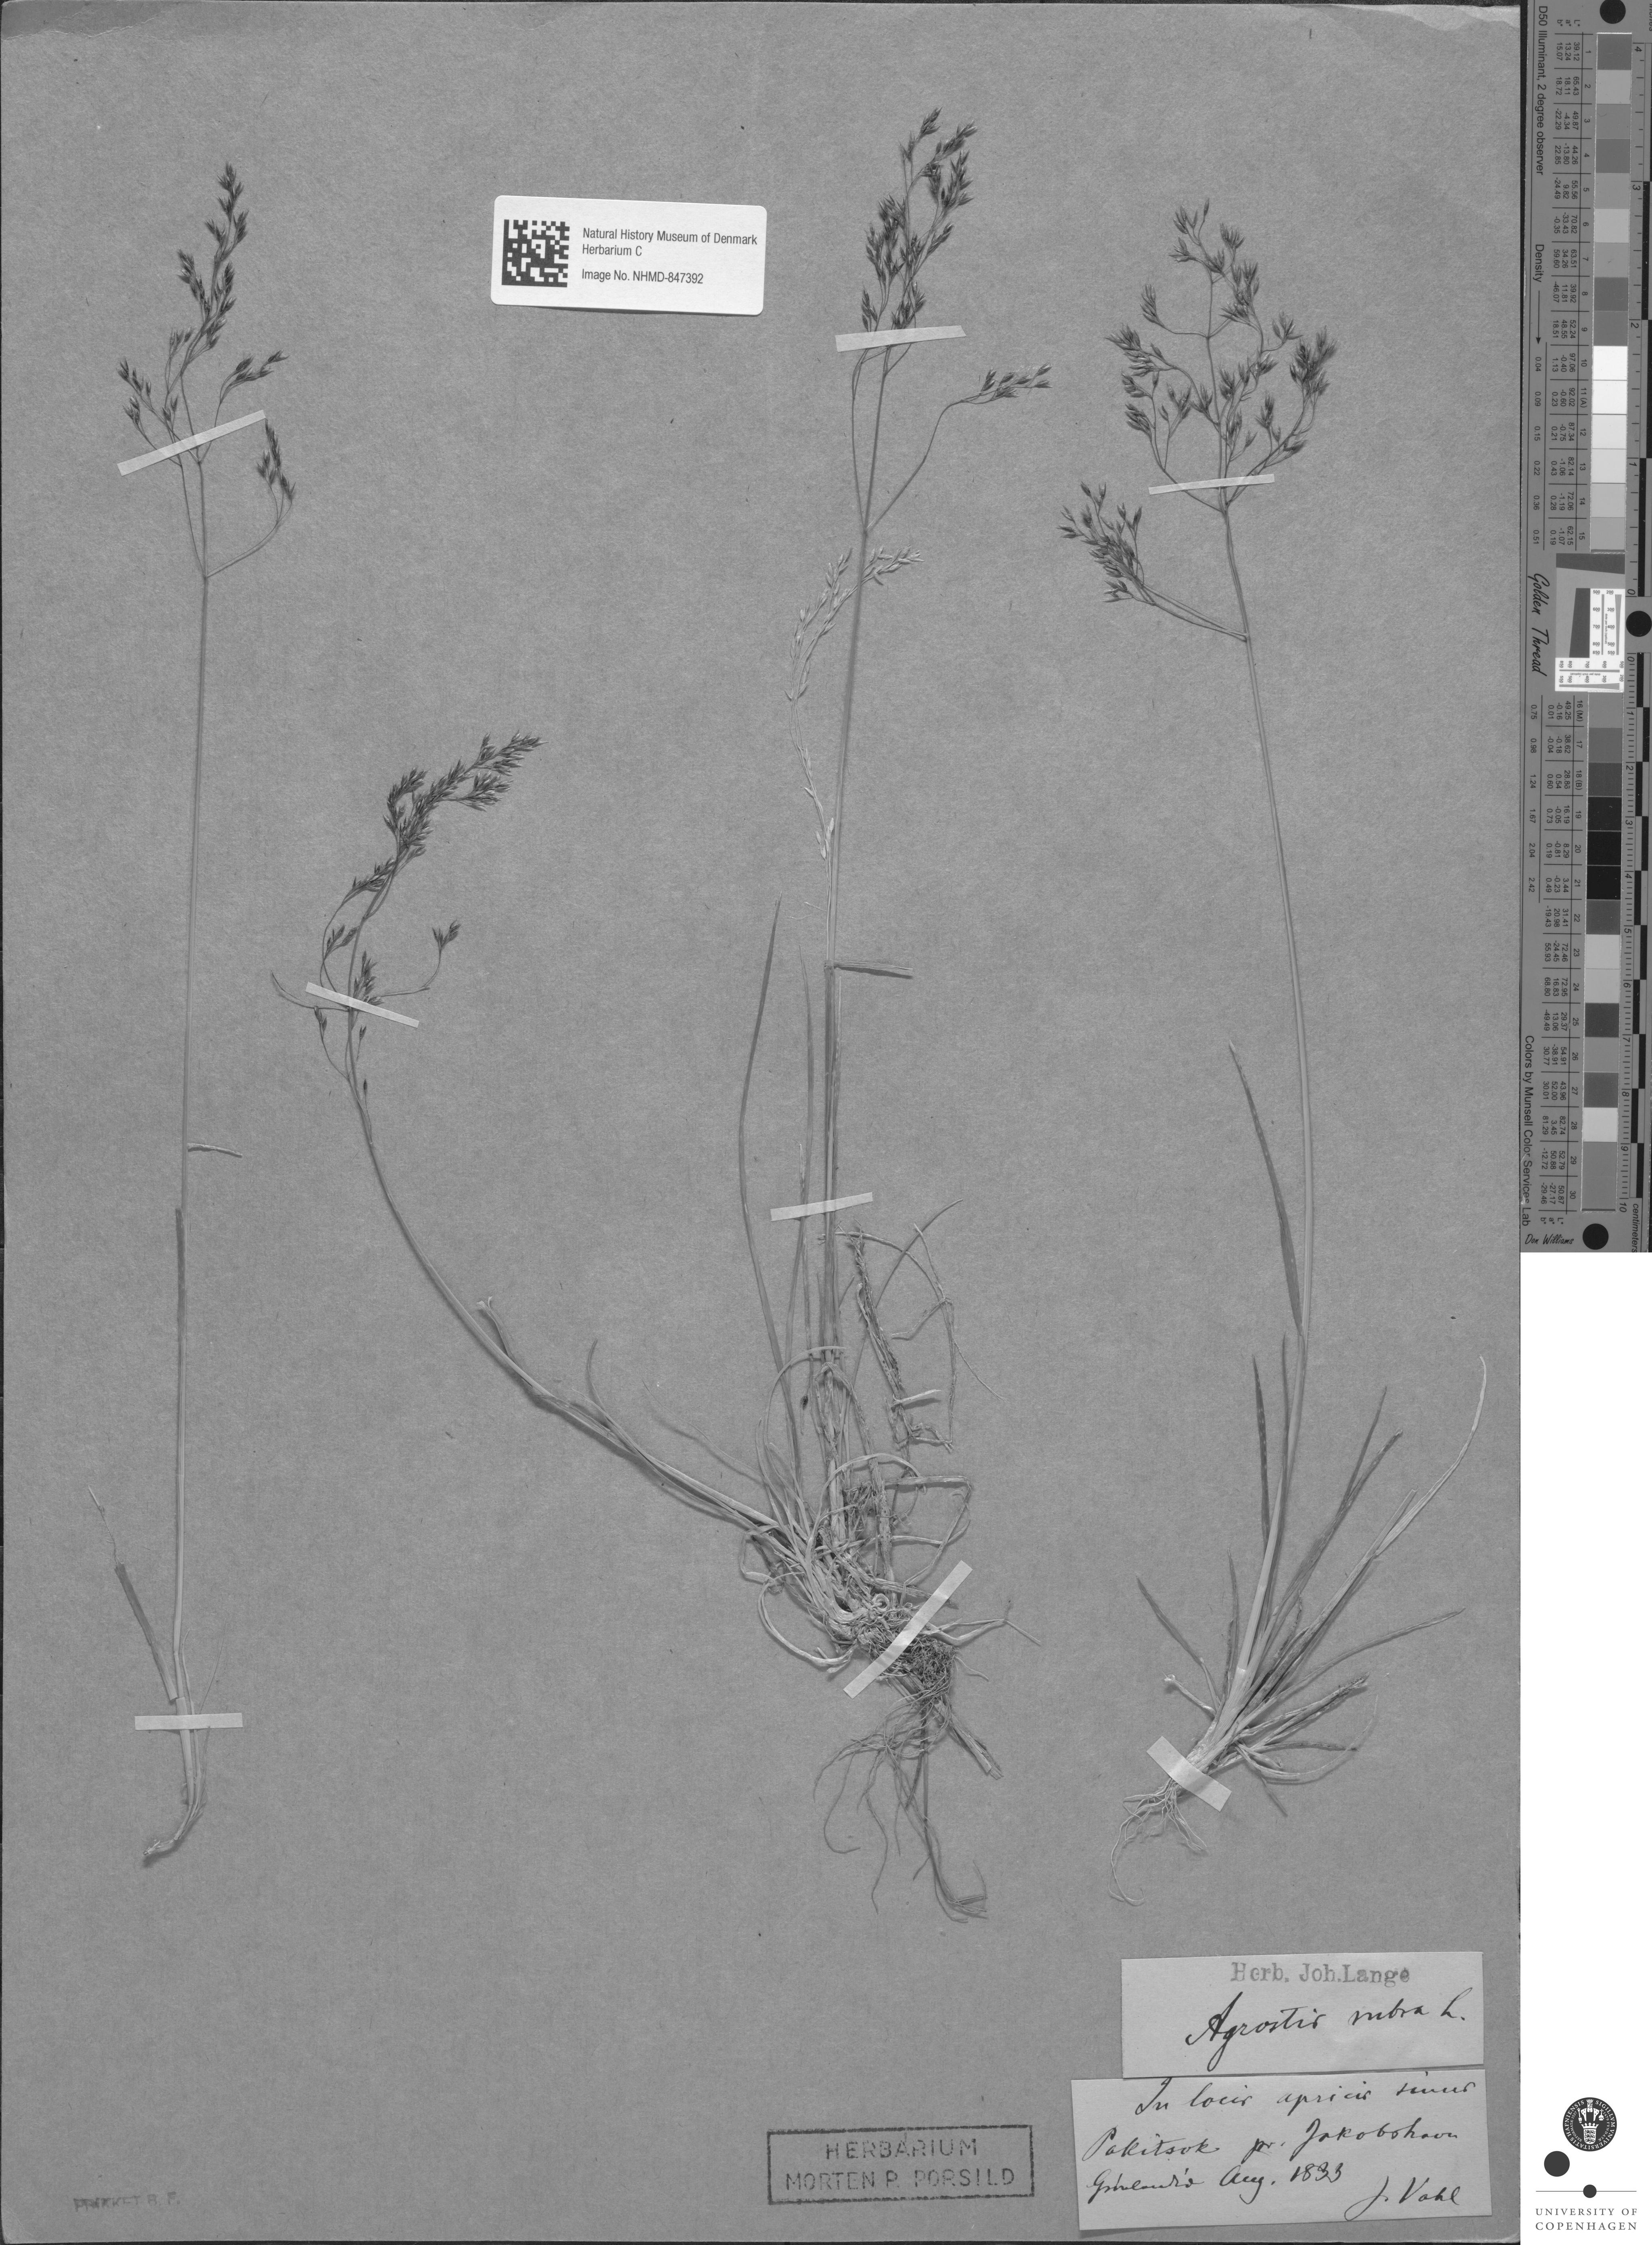 Natural History Museum of Denmark
Herbarium C
Image No. NHMD-847392
Herb. Joh. Lange
Agrostis rubra L.
In locis apricis sinus
Pakitsok pr. Jakobshavn
Grönlandia Aug. 1833
J. Vahl
HERBARIUM
MORTEN P. PORSILD
PRIKKET B. F.
D50 Illuminant, 2 degree observer
Density
Golden Thread
Colors by Munsell Color Services Lab
Don Williams
centimeters
UNIVERSITY OF
COPENHAGEN